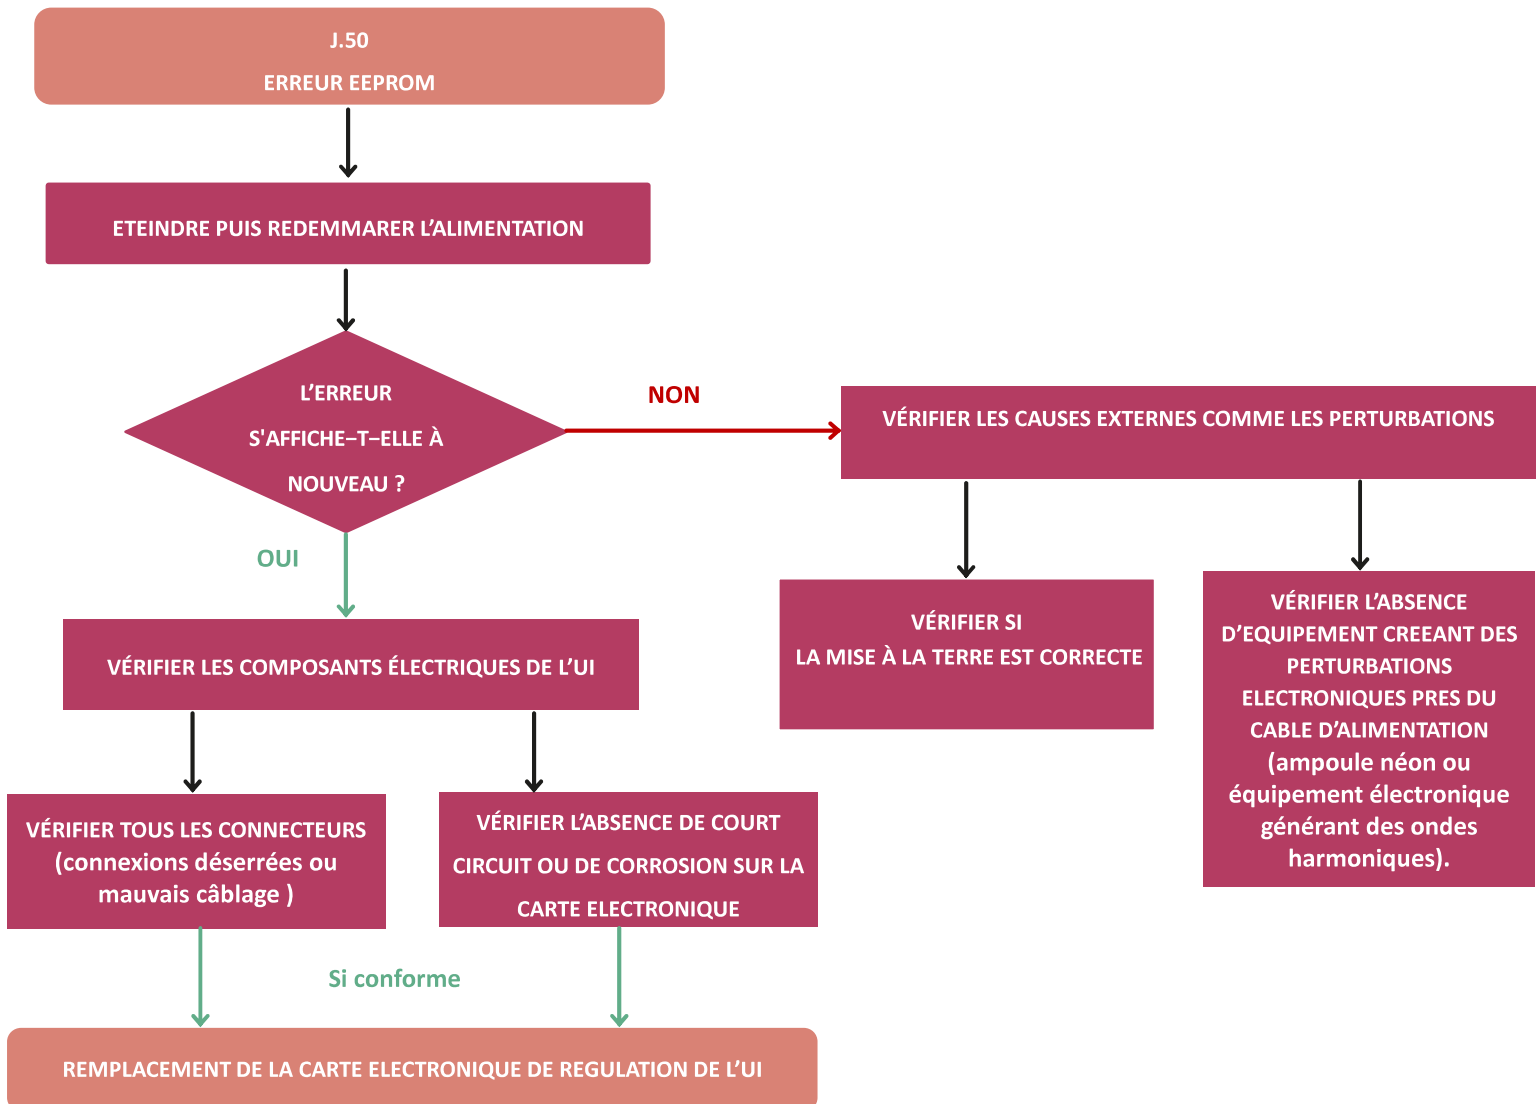 J.50
ERREUR EEPROM
ETEINDRE PUIS REDEMMARER L'ALIMENTATION
L'ERREUR
S'AFFICHE–T–ELLE À
NOUVEAU ?
NON
VÉRIFIER LES CAUSES EXTERNES COMME LES PERTURBATIONS
OUI
VÉRIFIER SI
LA MISE À LA TERRE EST CORRECTE
VÉRIFIER L'ABSENCE
D'EQUIPEMENT CREEANT DES
PERTURBATIONS
ELECTRONIQUES PRES DU
CABLE D'ALIMENTATION
(ampoule néon ou
équipement électronique
générant des ondes
harmoniques).
VÉRIFIER LES COMPOSANTS ÉLECTRIQUES DE L'UI
VÉRIFIER TOUS LES CONNECTEURS
(connexions déserrées ou
mauvais câblage )
VÉRIFIER L'ABSENCE DE COURT
CIRCUIT OU DE CORROSION SUR LA
CARTE ELECTRONIQUE
Si conforme
REMPLACEMENT DE LA CARTE ELECTRONIQUE DE REGULATION DE L'UI